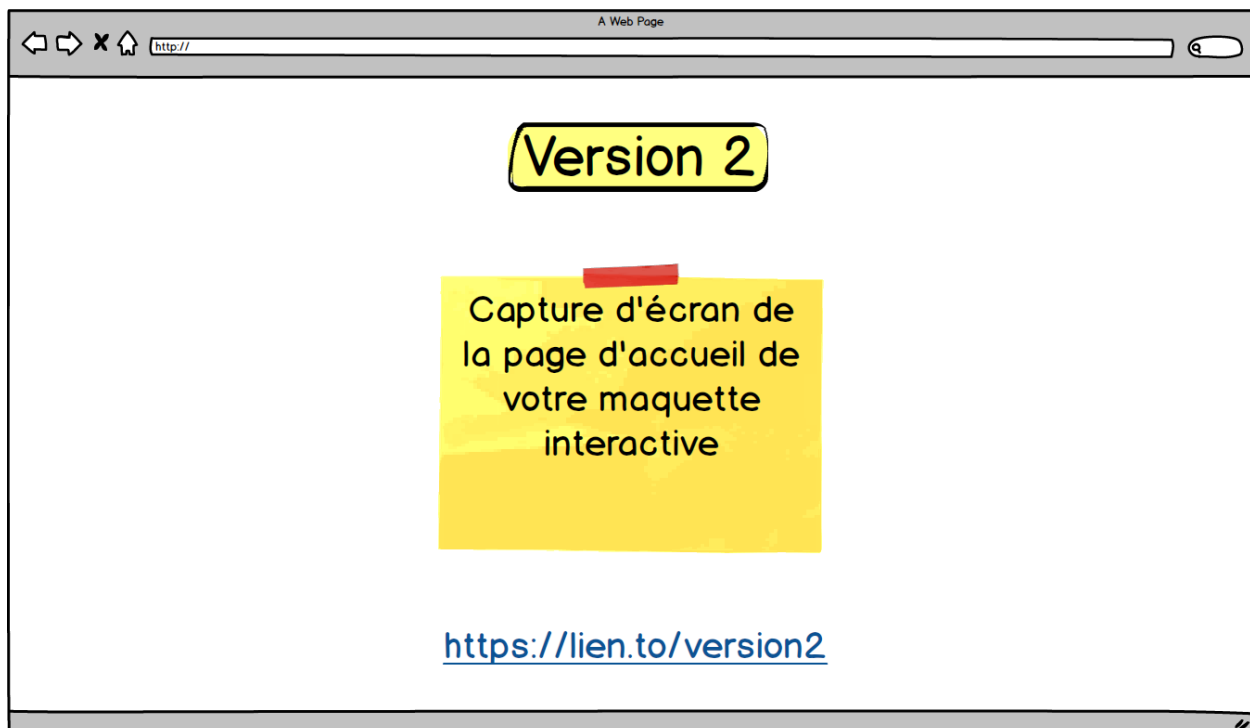 A Web Page
http://
Version 2
Capture d'écran de
la page d'accueil de
votre maquette
interactive
https://lien.to/version2